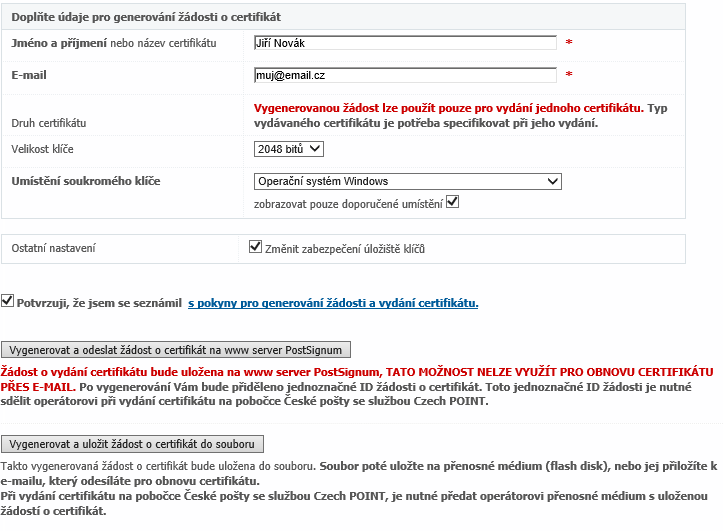 Doplňte údaje pro generování žádosti o certifikát
Jméno a příjmení nebo název certifikátu Jiří Novák *
E-mail muj@email.cz *
Druh certifikátu Vygenerovanou žádost lze použít pouze pro vydání jednoho certifikátu. Typ
vydávaného certifikátu je potřeba specifikovat při jeho vydání.
Velikost klíče 2048 bitů
Umístění soukromého klíče Operační systém Windows
zobrazovat pouze doporučené umístění
Ostatní nastavení Změnit zabezpečení úložiště klíčů
Potvrzuji, že jsem se seznámil s pokyny pro generování žádosti a vydání certifikátu.
Vygenerovat a odeslat žádost o certifikát na www server PostSignum
Žádost o vydání certifikátu bude uložena na www server PostSignum, TATO MOŽNOST NELZE VYUŽÍT PRO OBNOVU CERTIFIKÁTU
PŘES E-MAIL. Po vygenerování Vám bude přiděleno jednoznačné ID žádosti o certifikát. Toto jednoznačné ID žádosti je nutné
sdělit operátorovi při vydání certifikátu na pobočce České pošty se službou Czech POINT.
Vygenerovat a uložit žádost o certifikát do souboru
Takto vygenerovaná žádost o certifikát bude uložena do souboru. Soubor poté uložte na přenosné médium (flash disk), nebo jej přiložíte k
e-mailu, který odesíláte pro obnovu certifikátu.
Při vydání certifikátu na pobočce České pošty se službou Czech POINT, je nutné předat operátorovi přenosné médium s uloženou
žádostí o certifikát.